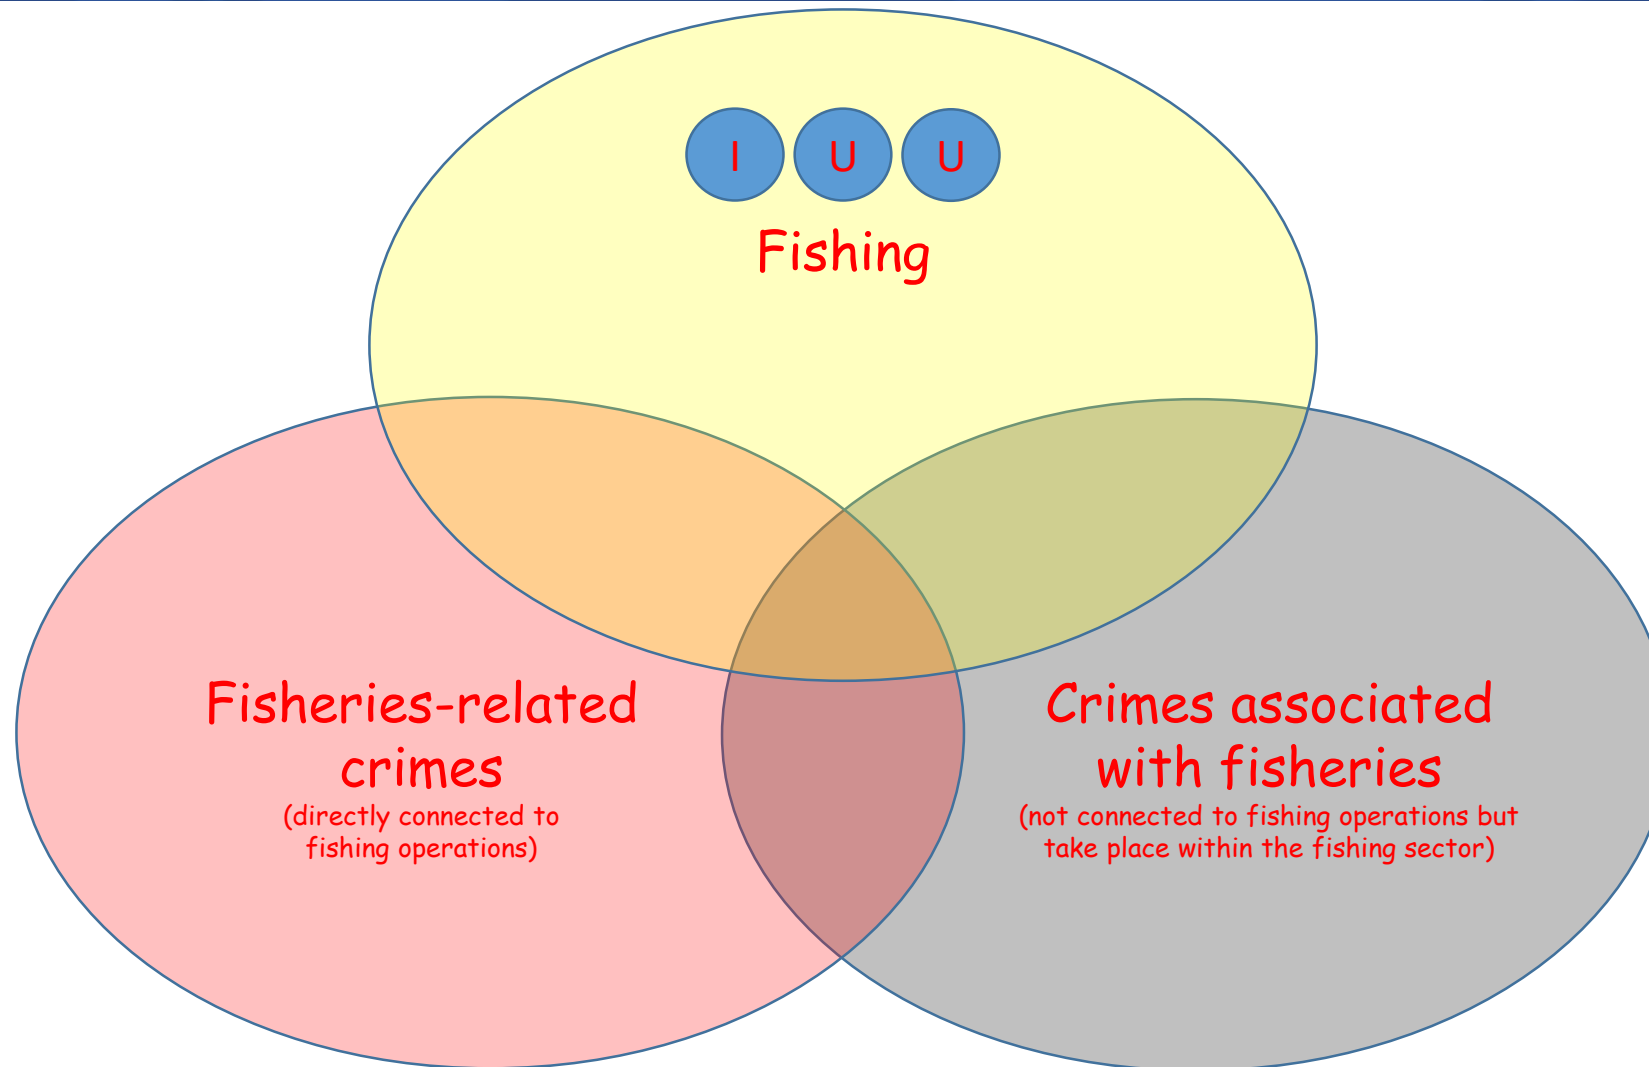 I U U
Fishing
Fisheries-related
crimes
(directly connected to
fishing operations)
Crimes associated
with fisheries
(not connected to fishing operations but
take place within the fishing sector)